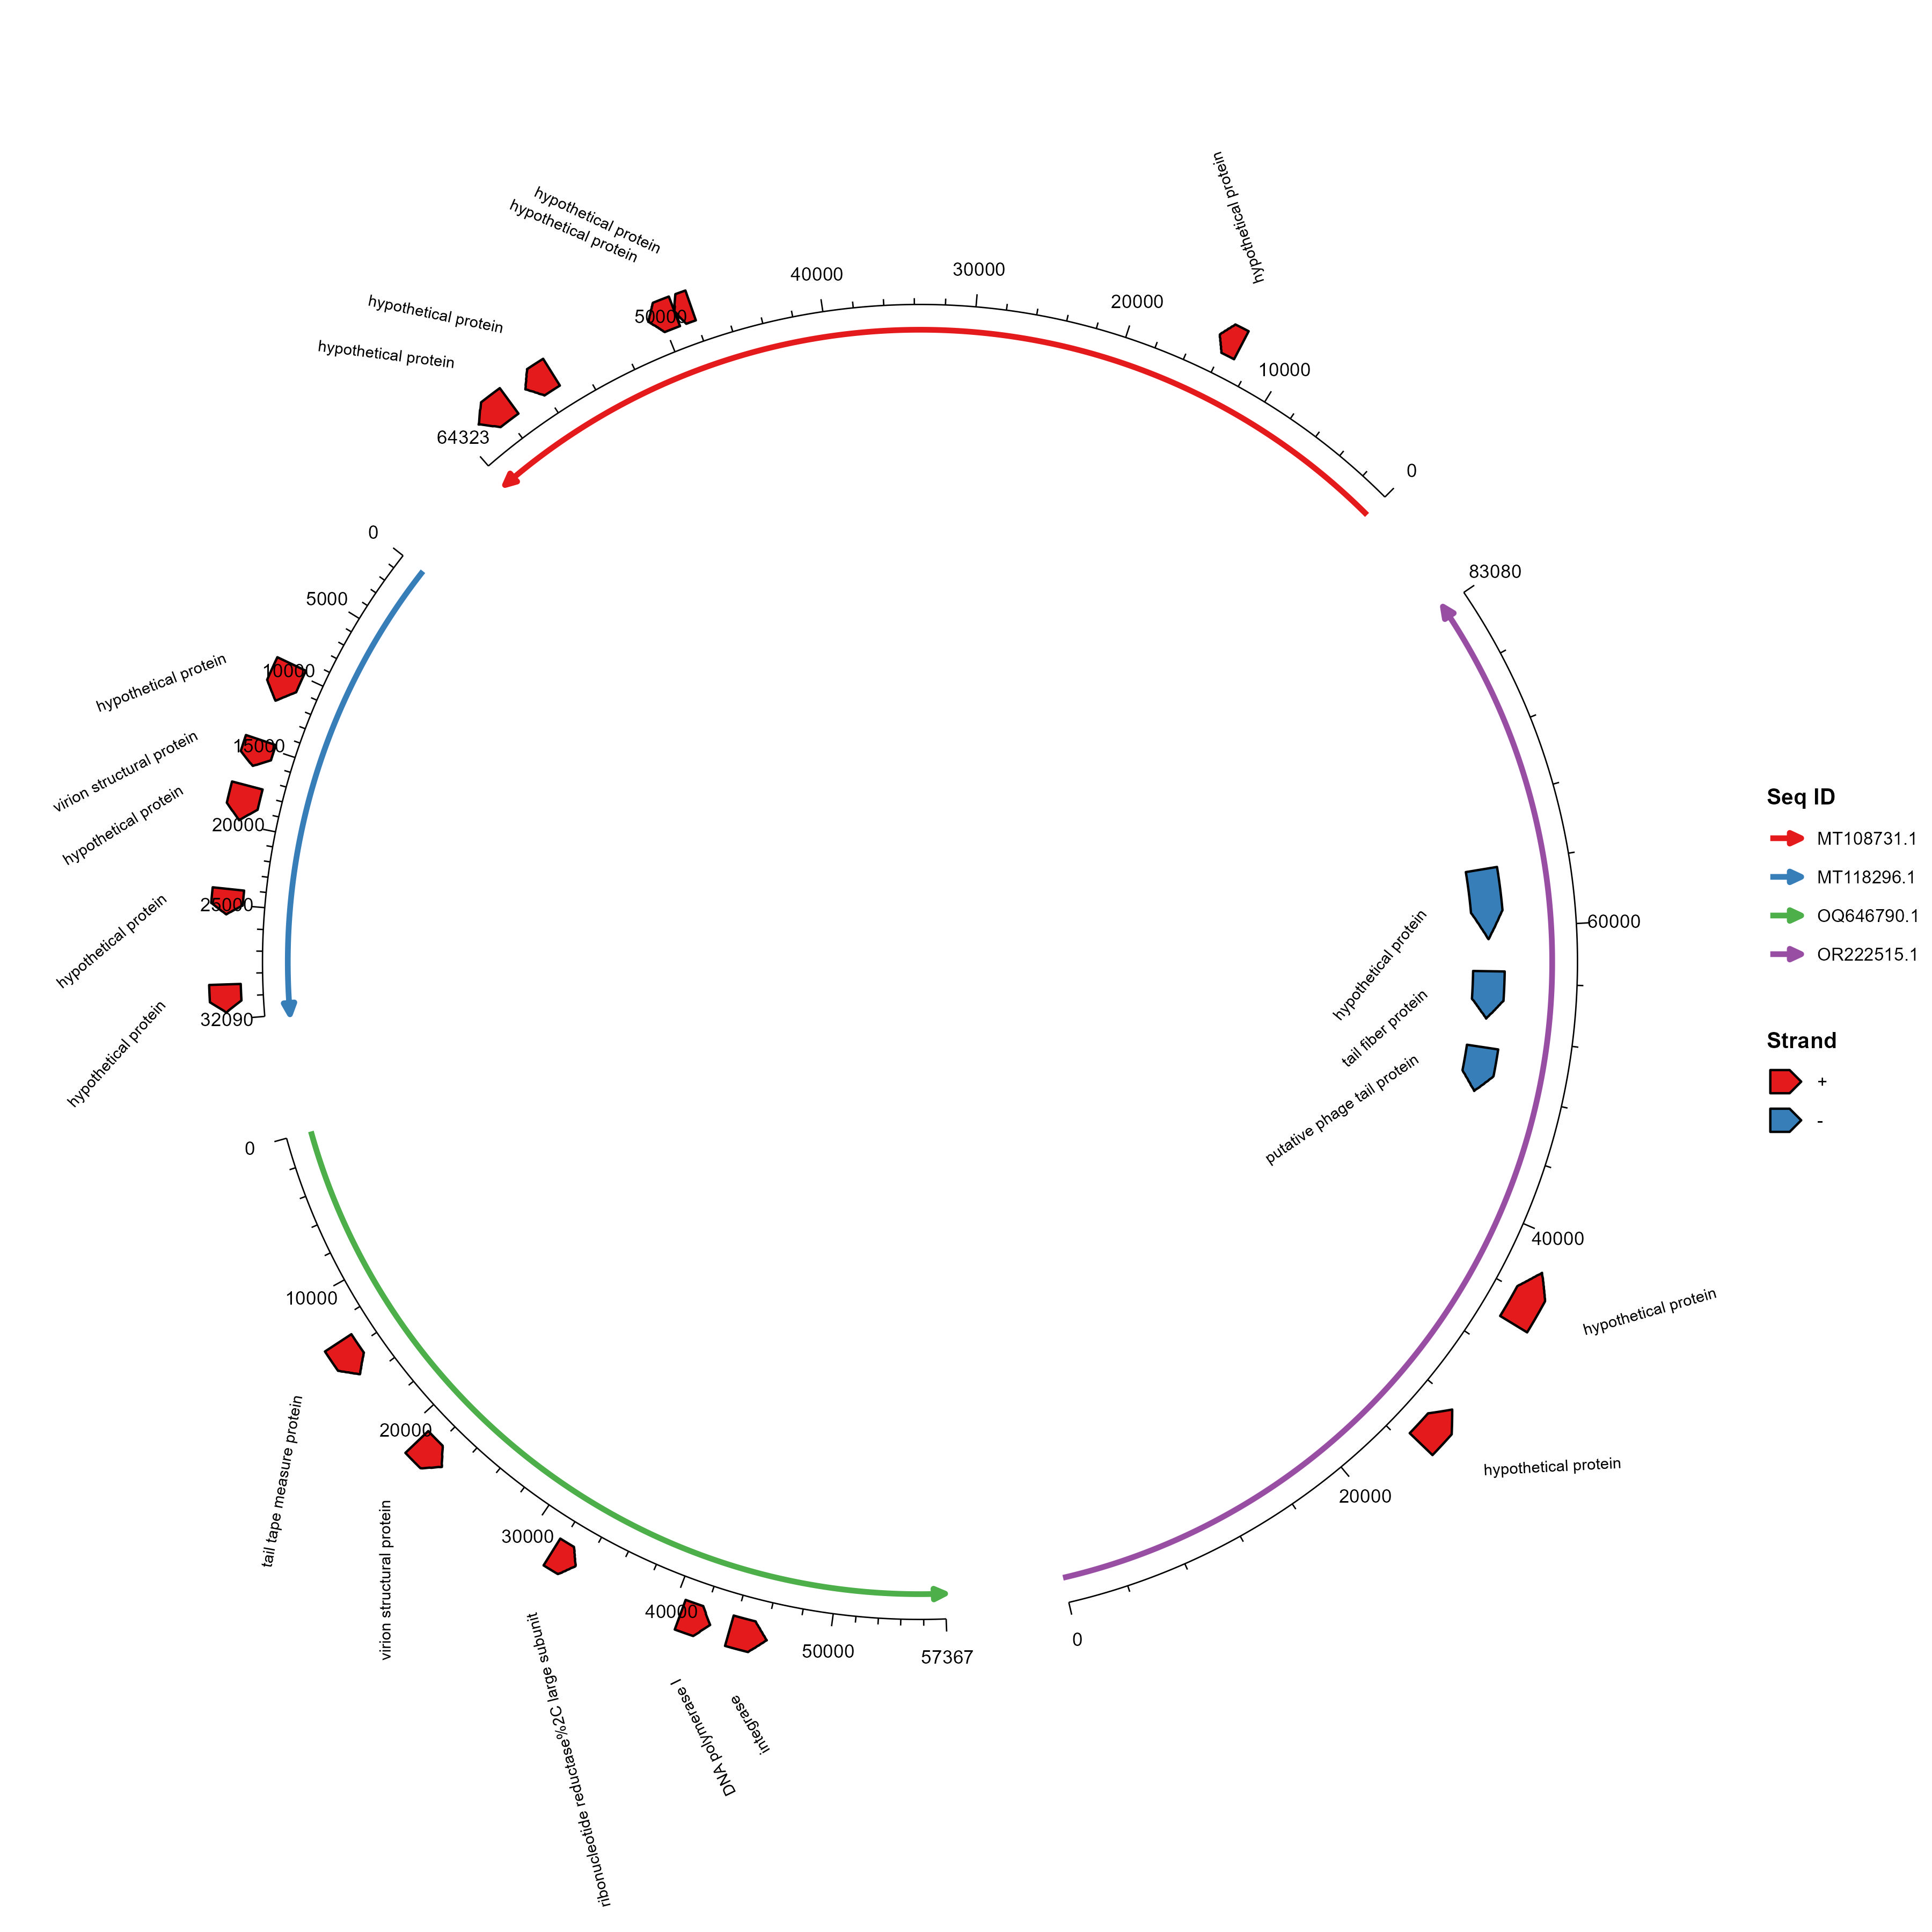 hypothetical protein
hypothetical protein
hypothetical protein
hypothetical protein
hypothetical protein
64323
50000
40000
30000
20000
10000
0
0
5000
10000
15000
20000
25000
32090
hypothetical protein
virion structural protein
hypothetical protein
hypothetical protein
hypothetical protein
0
10000
20000
30000
40000
50000
57367
tail tape measure protein
virion structural protein
ribonucleotide reductase%2C large subunit
DNA polymerase I
integrase
83080
60000
40000
20000
0
hypothetical protein
tail fiber protein
putative phage tail protein
hypothetical protein
hypothetical protein
Seq ID
MT108731.1
MT118296.1
OQ646790.1
OR222515.1
Strand
+
-